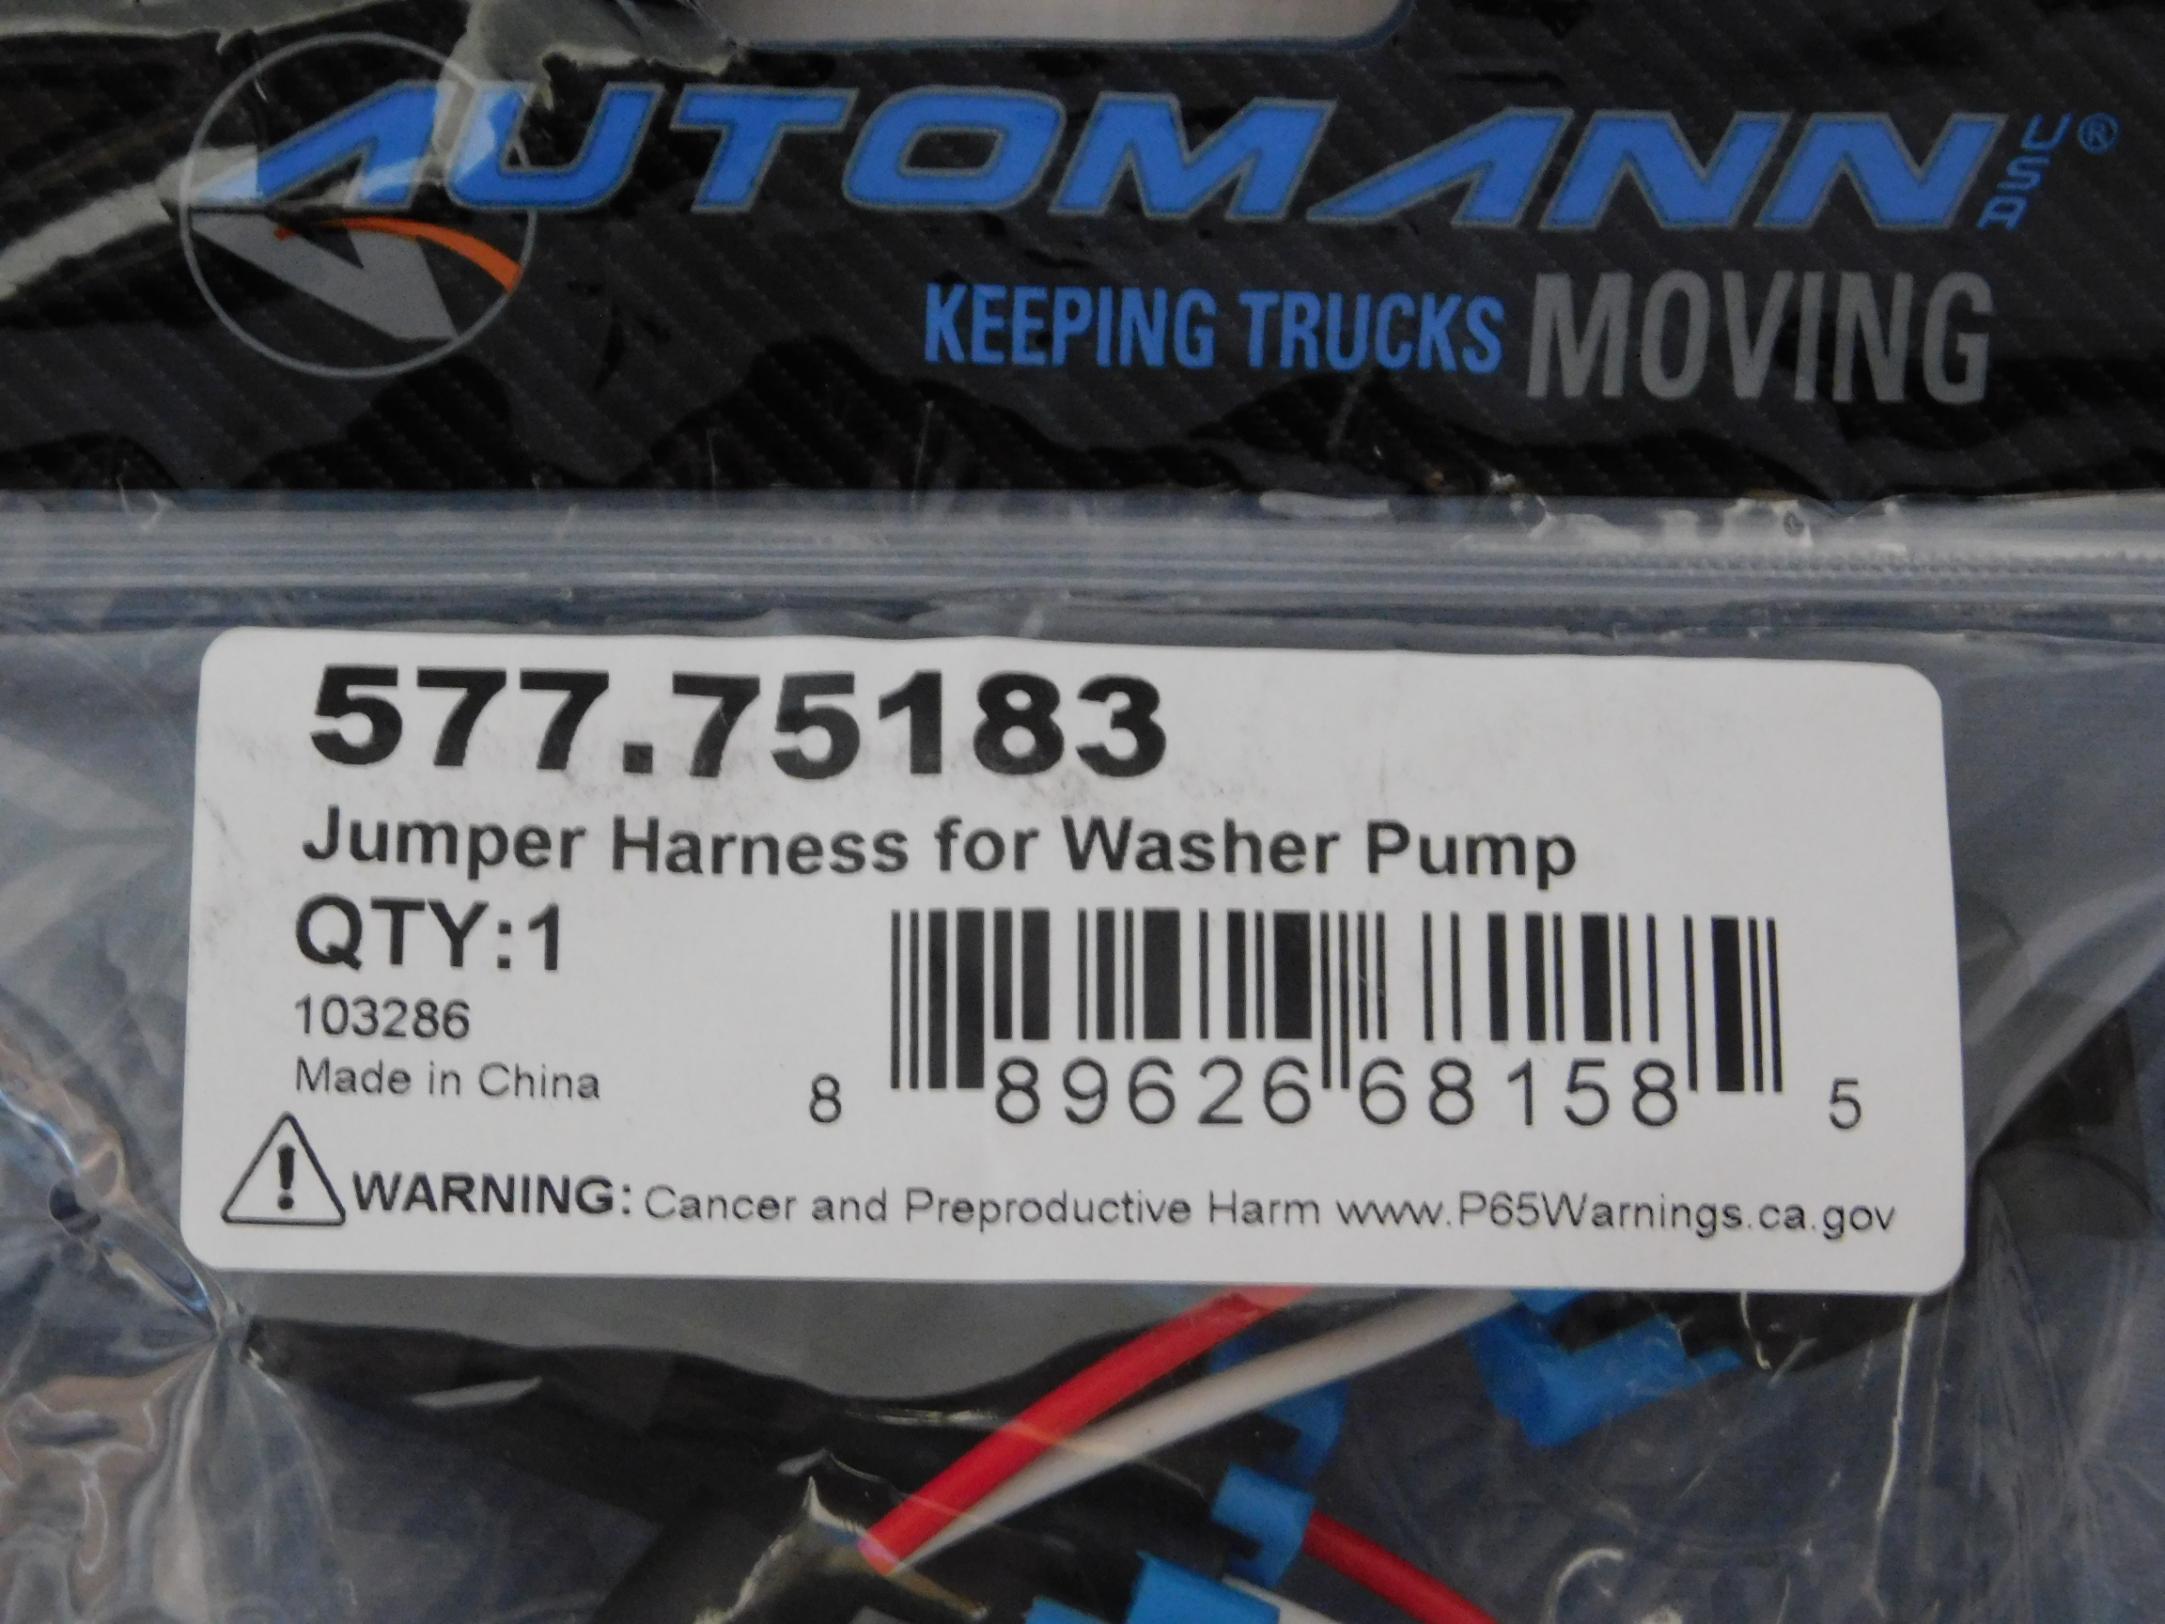 AUTOMANN USA®
KEEPING TRUCKS MOVING
577.75183
Jumper Harness for Washer Pump
QTY:1
103286
Made in China
8 89626 68158 5
WARNING: Cancer and Preproductive Harm www.P65Warnings.ca.gov